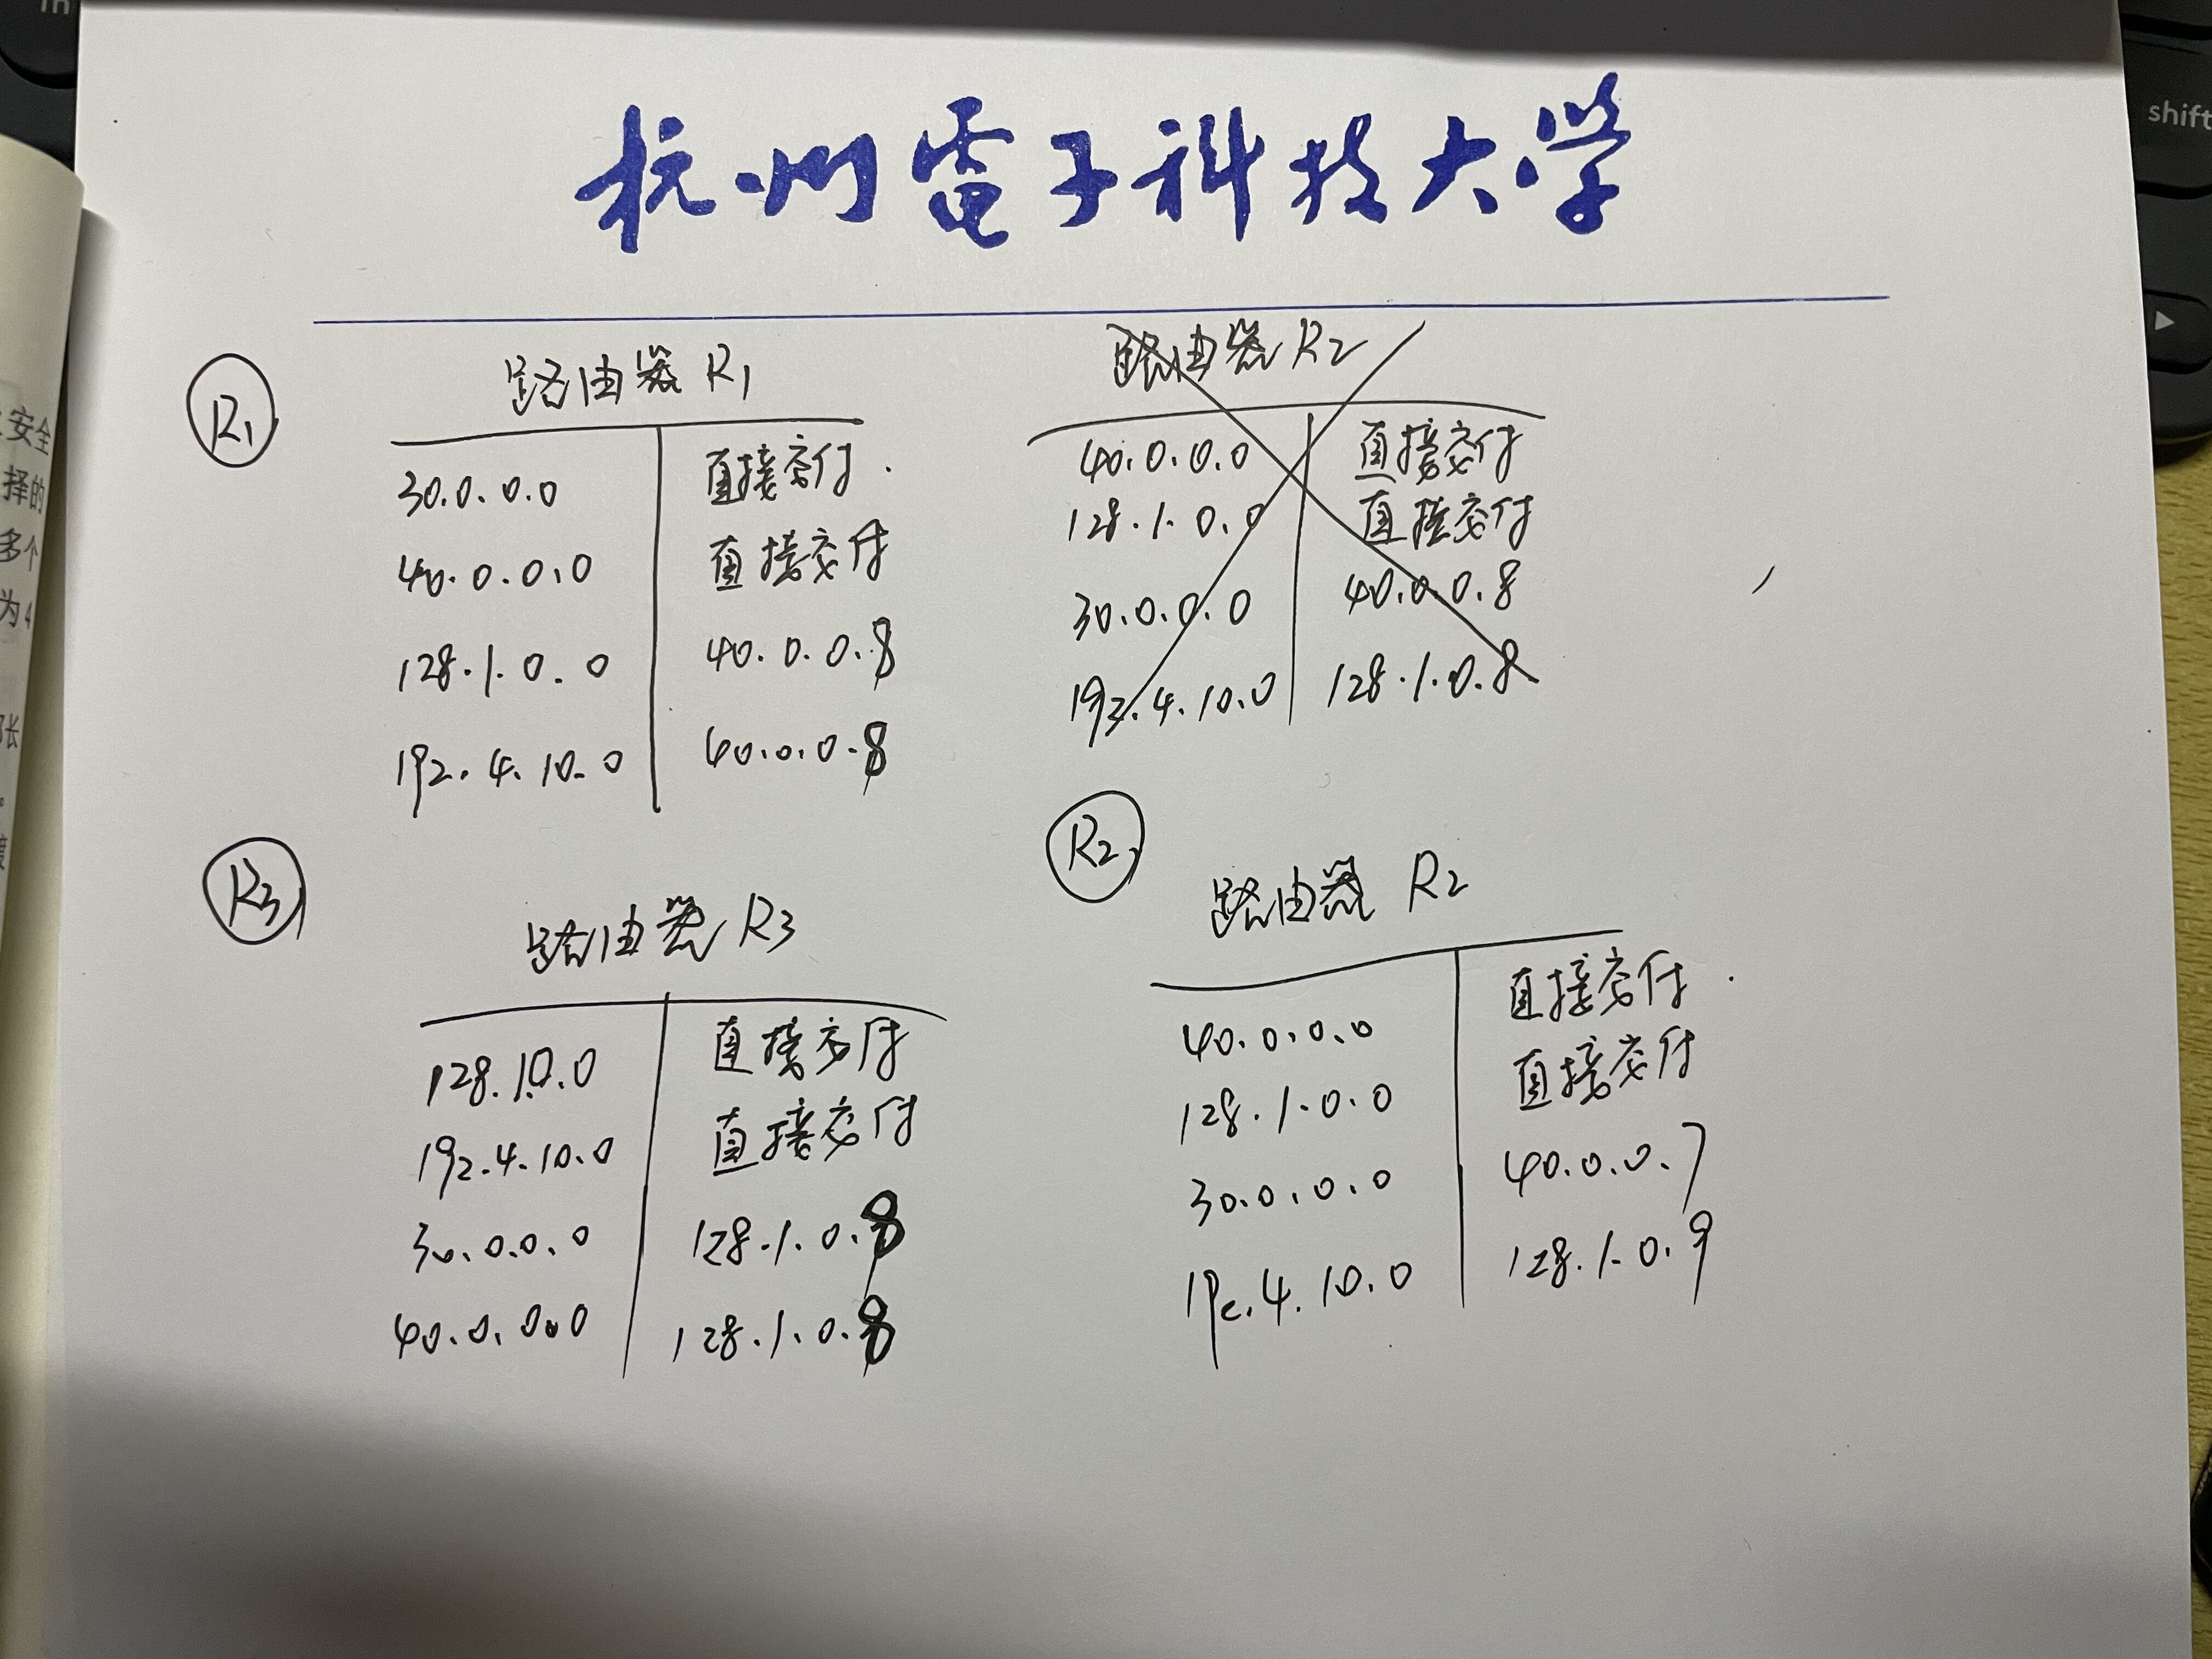 in
shift
杭州電子科技大学
安全
择的
多个
为4
长
。
R1
路由器 R1
30.0.0.0 直接交付.
40.0.0.0 直接交付
128.1.0.0 40.0.0.8
192.4.10.0 40.0.0.8
路由器 R2
40.0.0.0 直接交付
128.1.0.0 直接交付
30.0.0.0 40.0.0.8
192.4.10.0 128.1.0.8
R3
路由器 R3
128.1.0.0 直接交付
192.4.10.0 直接交付
30.0.0.0 128.1.0.8
40.0.0.0 128.1.0.8
R2
路由器 R2
40.0.0.0 直接交付.
128.1.0.0 直接交付
30.0.0.0 40.0.0.7
192.4.10.0 128.1.0.9